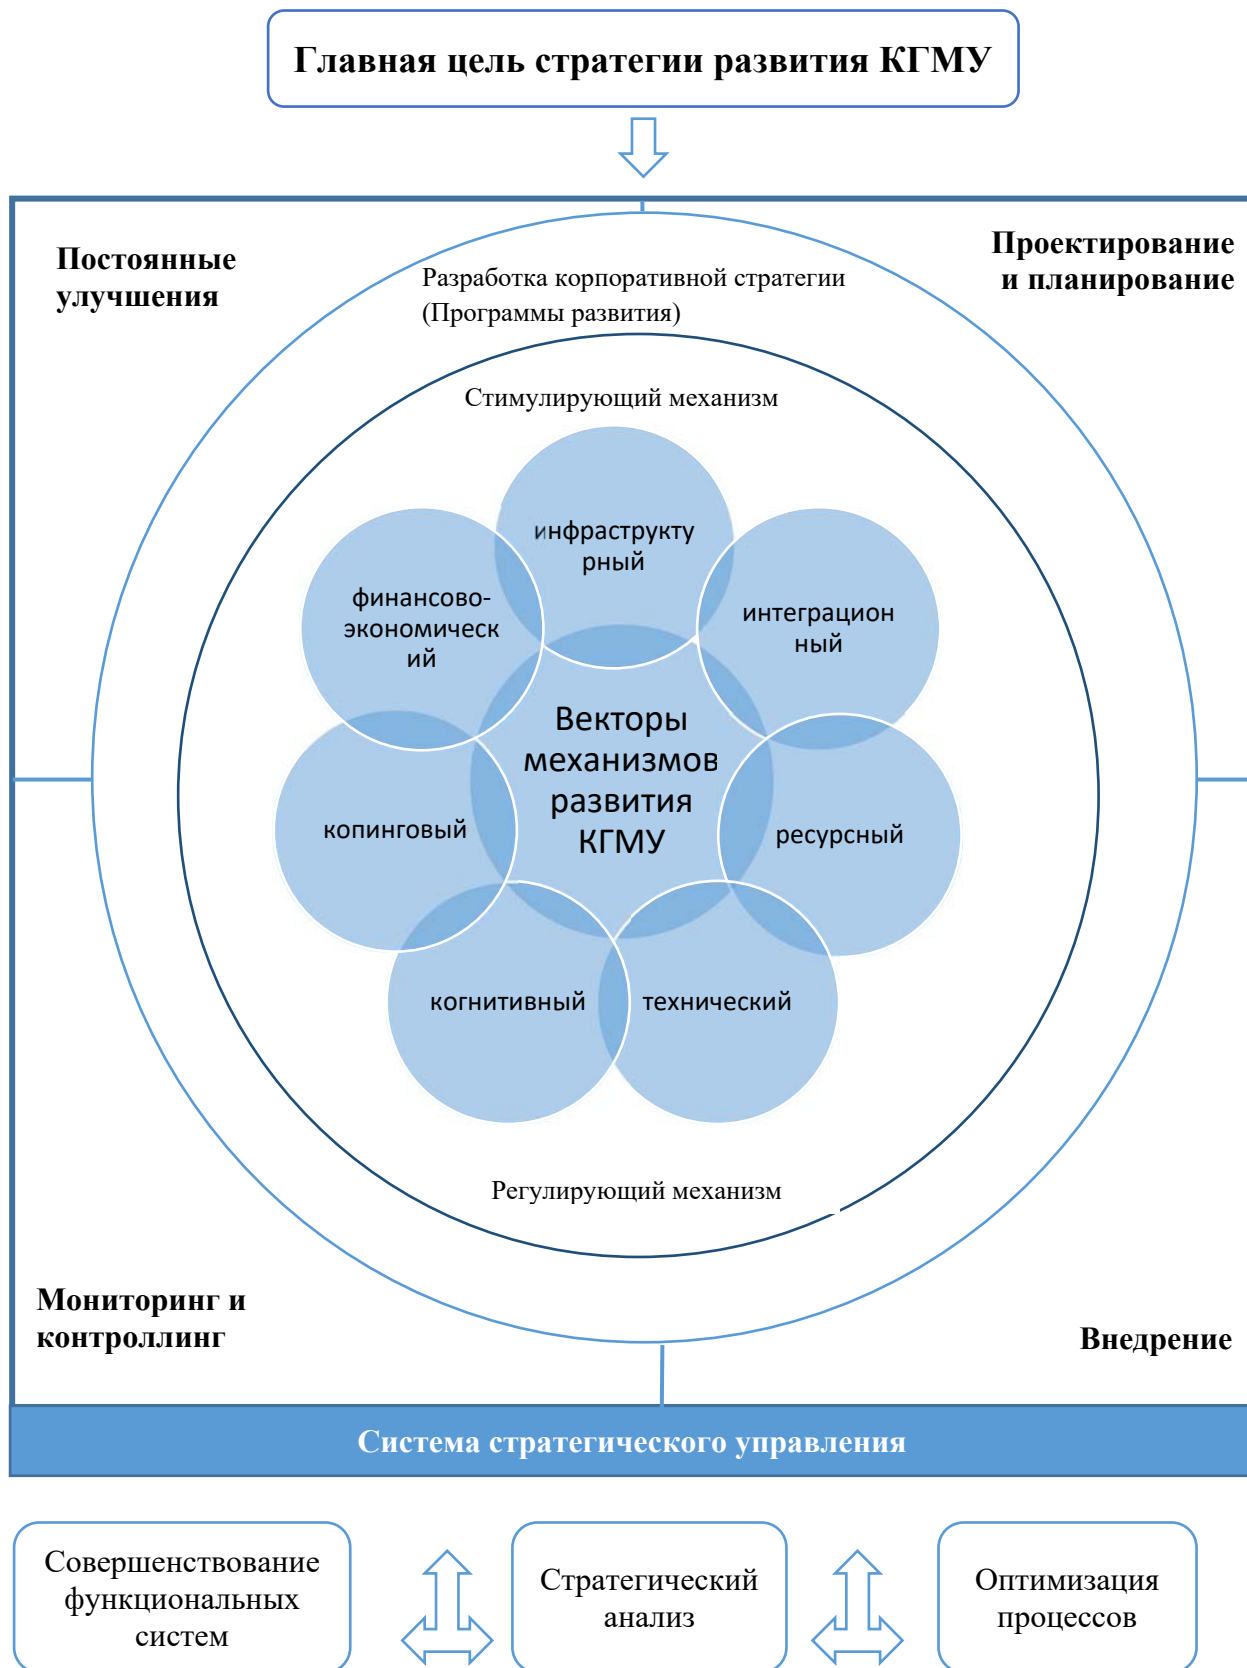 Главная цель стратегии развития КГМУ
Постоянные
улучшения
Проектирование
и планирование
Разработка корпоративной стратегии
(Программы развития)
Стимулирующий механизм
инфраструкту
рный
финансово-
экономическ
ий
интеграцион
ный
Векторы
механизмов
развития
КГМУ
копинговый
ресурсный
когнитивный
технический
Регулирующий механизм
Мониторинг и
контроллинг
Внедрение
Система стратегического управления
Совершенствование
функциональных
систем
Стратегический
анализ
Оптимизация
процессов